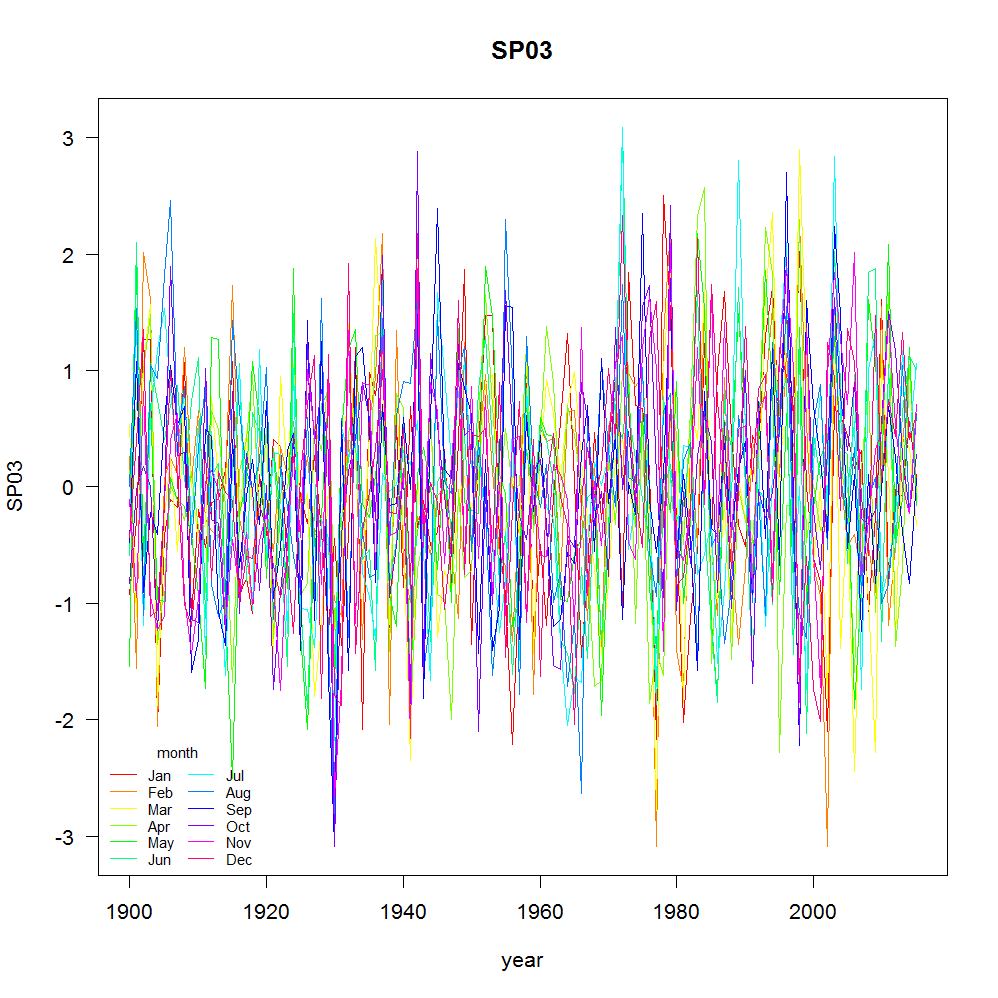 SP03
3
2
1
0
-1
-2
-3
SP03
month
Jan Jul
Feb Aug
Mar Sep
Apr Oct
May Nov
Jun Dec
1900 1920 1940 1960 1980 2000
year